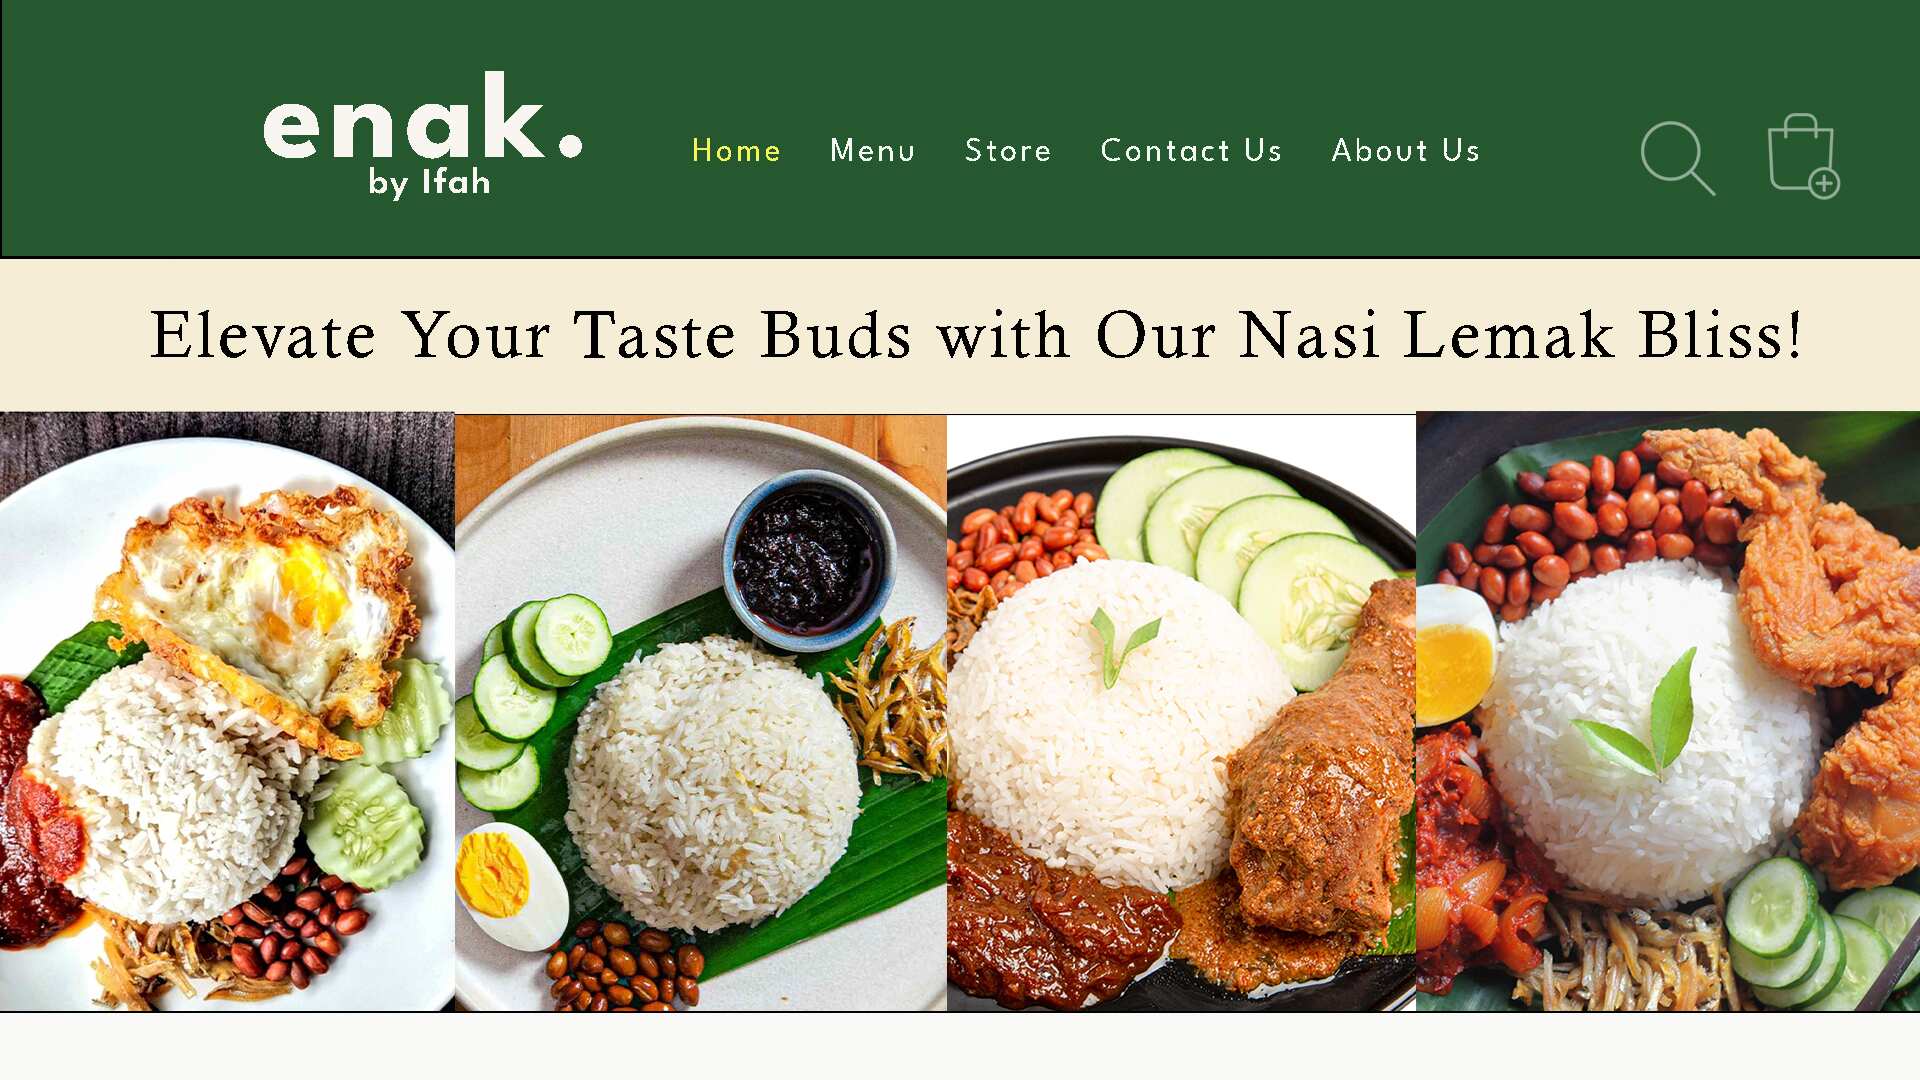 enak.
by Ifah
Home Menu Store Contact Us About Us
Elevate Your Taste Buds with Our Nasi Lemak Bliss!